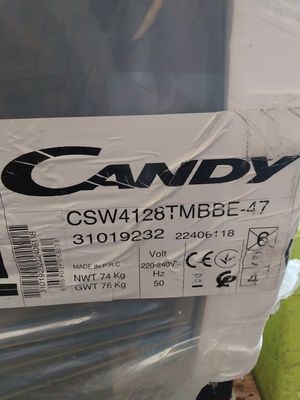 CANDY
CSW4128TMBBE-47
31019232 22406118
MADE IN P.R.C
NWT 74 Kg
GWT 76 Kg
Volt
220-240V~
Hz
50
6
4